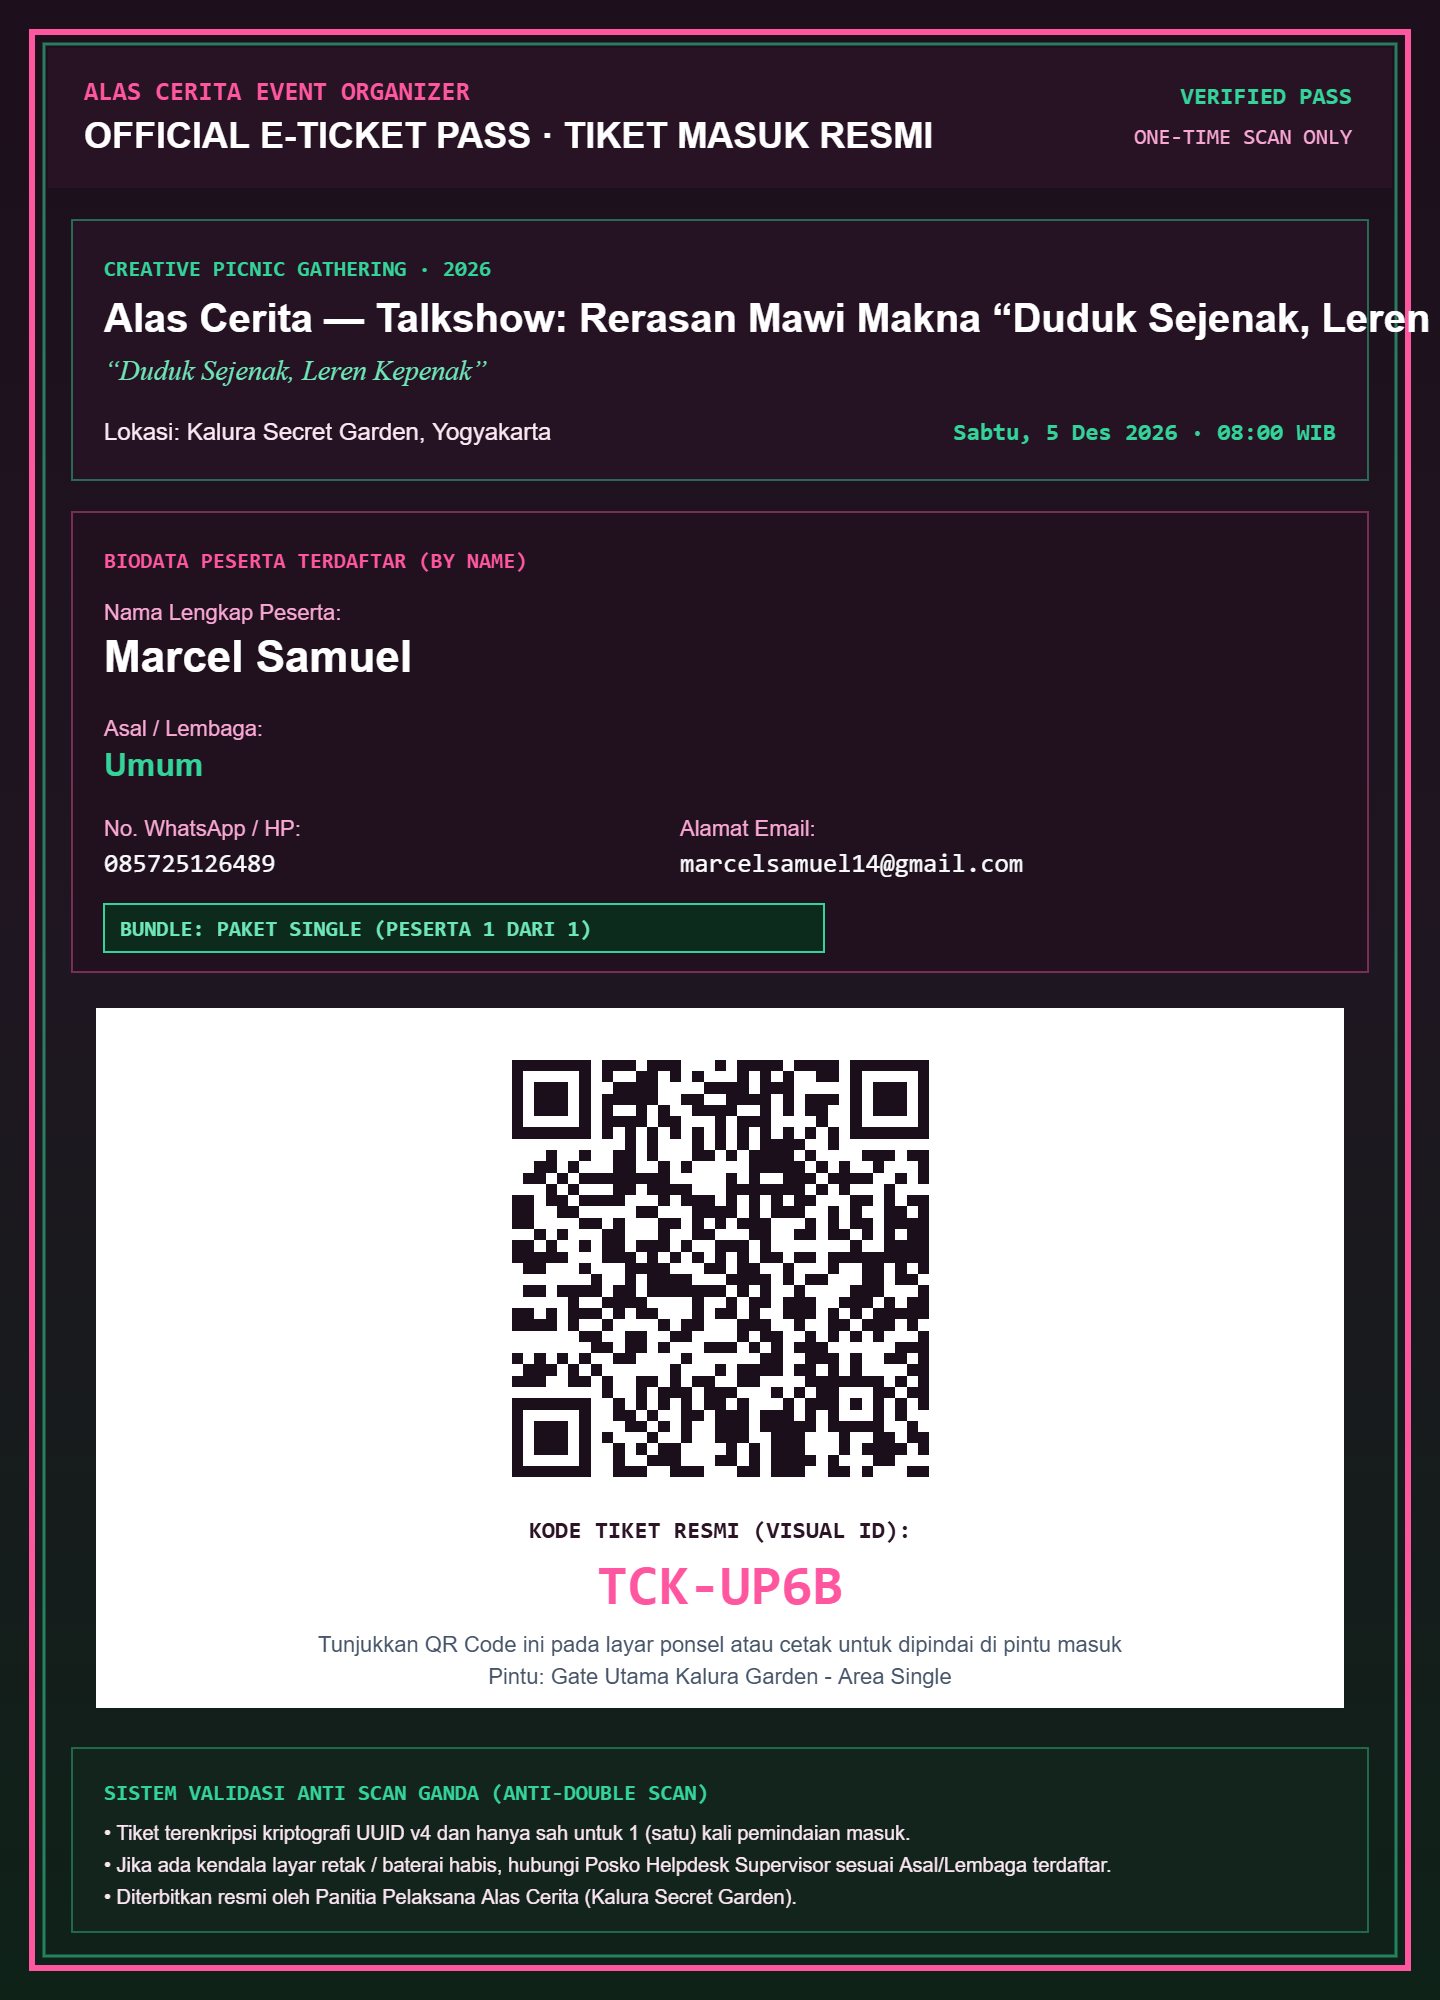 ALAS CERITA EVENT ORGANIZER
OFFICIAL E-TICKET PASS · TIKET MASUK RESMI
VERIFIED PASS
ONE-TIME SCAN ONLY
CREATIVE PICNIC GATHERING · 2026
Alas Cerita — Talkshow: Rerasan Mawi Makna “Duduk Sejenak, Leren
“Duduk Sejenak, Leren Kepenak”
Lokasi: Kalura Secret Garden, Yogyakarta
Sabtu, 5 Des 2026 · 08:00 WIB
BIODATA PESERTA TERDAFTAR (BY NAME)
Nama Lengkap Peserta:
Marcel Samuel
Asal / Lembaga:
Umum
No. WhatsApp / HP:
085725126489
Alamat Email:
marcelsamuel14@gmail.com
BUNDLE: PAKET SINGLE (PESERTA 1 DARI 1)
KODE TIKET RESMI (VISUAL ID):
TCK-UP6B
Tunjukkan QR Code ini pada layar ponsel atau cetak untuk dipindai di pintu masuk
Pintu: Gate Utama Kalura Garden - Area Single
SISTEM VALIDASI ANTI SCAN GANDA (ANTI-DOUBLE SCAN)
• Tiket terenkripsi kriptografi UUID v4 dan hanya sah untuk 1 (satu) kali pemindaian masuk.
• Jika ada kendala layar retak / baterai habis, hubungi Posko Helpdesk Supervisor sesuai Asal/Lembaga terdaftar.
• Diterbitkan resmi oleh Panitia Pelaksana Alas Cerita (Kalura Secret Garden).